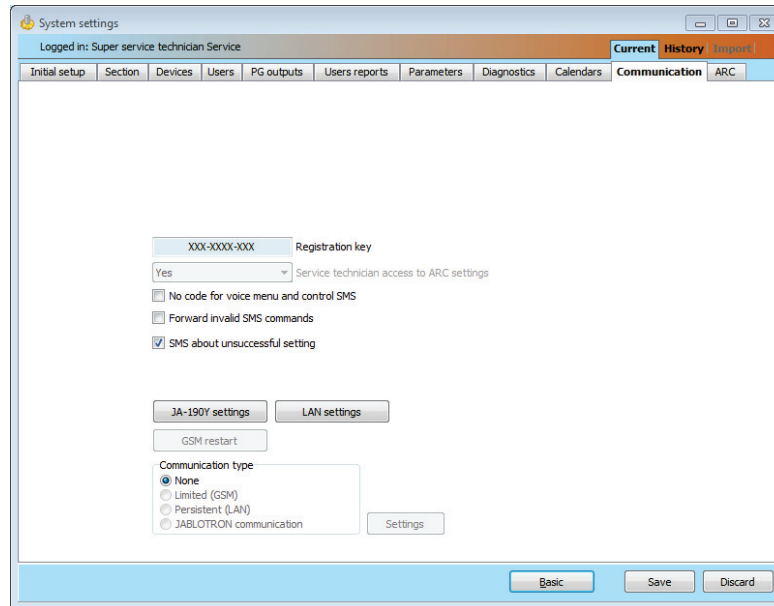 System settings
Logged in: Super service technician Service
Current History Import
Initial setup Section Devices Users PG outputs Users reports Parameters Diagnostics Calendars Communication ARC
XXX-XXXX-XXX Registration key
Yes Service technician access to ARC settings
No code for voice menu and control SMS
Forward invalid SMS commands
SMS about unsuccessful setting
JA-190Y settings LAN settings
GSM restart
Communication type
None
Limited (GSM)
Persistent (LAN)
JABLOTRON communication Settings
Basic Save Discard